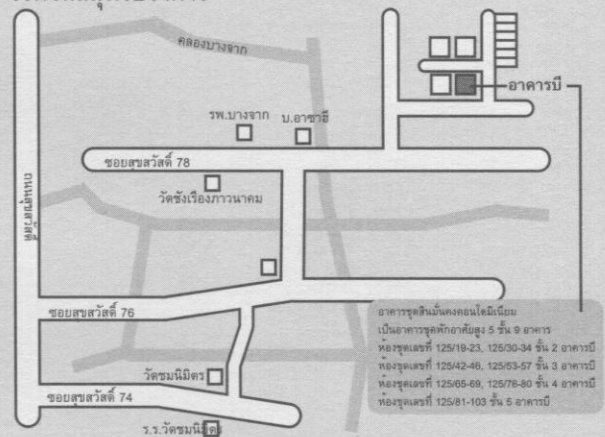 คลองบางจาก
อาคารบี
รพ.บางจาก
บ.อาซาฮี
ซอยสุขสวัสดิ์ 78
ถนนสุขสวัสดิ์
วัดชังเรืองภาวนาคม
ซอยสุขสวัสดิ์ 76
อาคารชุดสินมั่นคงคอนโดมิเนียม
เป็นอาคารชุดพักอาศัยสูง 5 ชั้น 9 อาคาร
ห้องชุดเลขที่ 125/19-23, 125/30-34 ชั้น 2 อาคารบี
ห้องชุดเลขที่ 125/42-46, 125/53-57 ชั้น 3 อาคารบี
ห้องชุดเลขที่ 125/65-69, 125/76-80 ชั้น 4 อาคารบี
ห้องชุดเลขที่ 125/81-103 ชั้น 5 อาคารบี
วัดชมนิมิตร
ซอยสุขสวัสดิ์ 74
ร.ร.วัดชมนิมิตร